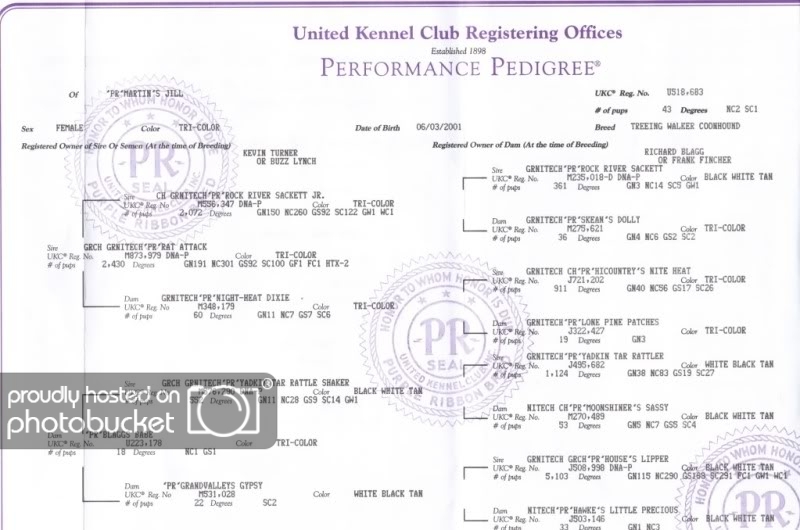 United Kennel Club Registering Offices
Established 1898
PERFORMANCE PEDIGREE®
Of 'PR'MARTIN'S JILL
UKC® Reg. No. U518,683
# of pups 43 Degrees NC2 SC1
Sex FEMALE Color TRI-COLOR Date of Birth 06/03/2001 Breed TREEING WALKER COONHOUND
Registered Owner of Sire Or Semen (At the time of Breeding) KEVIN TURNER
OR BUZZ LYNCH
Registered Owner of Dam (At the time of Breeding) RICHARD BLAGG
OR FRANK FINCHER
Sire GRNITECH'PR'ROCK RIVER SACKETT
UKC® Reg. No. M235,018-D DNA-P Color BLACK WHITE TAN
# of pups 361 Degrees GN3 NC14 SC5 GW1
Sire CH GRNITECH'PR'ROCK RIVER SACKETT JR.
UKC® Reg. No. M556,347 DNA-P Color TRI-COLOR
# of pups 2,072 Degrees GN150 NC260 GS92 SC122 GW1 WC1
Dam GRNITECH'PR'SKEAN'S DOLLY
UKC® Reg. No. M275,621 Color TRI-COLOR
# of pups 36 Degrees GN4 NC6 GS2 SC2
Sire GRCH GRNITECH'PR'RAT ATTACK
UKC® Reg. No. M873,979 DNA-P Color TRI-COLOR
# of pups 2,430 Degrees GN191 NC301 GS92 SC100 GF1 FC1 HTX-2
Sire GRNITECH CH'PR'HICOUNTRY'S NITE HEAT
UKC® Reg. No. J721,202 Color TRI-COLOR
# of pups 911 Degrees GN40 NC56 GS17 SC26
Dam GRNITECH'PR'NIGHT-HEAT DIXIE
UKC® Reg. No. M348,179 Color TRI-COLOR
# of pups 60 Degrees GN11 NC7 GS7 SC6
Dam GRNITECH'PR'LONE PINE PATCHES
UKC® Reg. No. J322,427 Color TRI-COLOR
# of pups 19 Degrees GN3
Sire GRNITECH'PR'YADKIN TAR RATTLER
UKC® Reg. No. J495,682 Color WHITE BLACK TAN
# of pups 1,124 Degrees GN38 NC83 GS19 SC27
Sire GRCH GRNITECH'PR'YADKIN TAR RATTLE SHAKER
Color BLACK WHITE TAN
Degrees GN11 NC28 GS9 SC14 GW1
Dam NITECH CH'PR'MOONSHINER'S SASSY
UKC® Reg. No. M270,489 Color BLACK WHITE TAN
# of pups 53 Degrees GN5 NC7 GS5 SC4
Dam 'PR'BLAGGS BABE
UKC® Reg. No. U223,178 Color TRI-COLOR
# of pups 18 Degrees NC1 GS1
Sire GRNITECH GRCH'PR'HOUSE'S LIPPER
UKC® Reg. No. J508,998 DNA-P Color BLACK WHITE TAN
# of pups 5,103 Degrees GN115 NC290 GS169 SC291 FC1 GW1 WC1
Dam 'PR'GRANDVALLEYS GYPSY
UKC® Reg. No. M531,028 Color WHITE BLACK TAN
# of pups 22 Degrees SC2
Dam NITECH'PR'HAWKE'S LITTLE PRECIOUS
UKC® Reg. No. J503,146 Color BLACK WHITE TAN
# of pups 33 Degrees GN1 NC3
HONOR TO WHOM HONOR IS DUE
PR
SEAL
UNITED KENNEL CLUB, INC.
PURPLE RIBBON BRED
proudly hosted on
photobucket